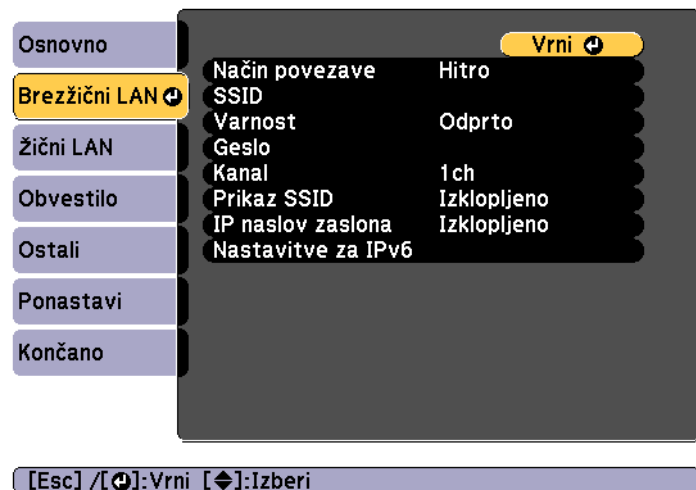 Osnovno
Brezžični LAN
Žični LAN
Obvestilo
Ostali
Ponastavi
Končano
Vrni
Način povezave Hitro
SSID
Varnost Odprto
Geslo
Kanal 1ch
Prikaz SSID Izklopljeno
IP naslov zaslona Izklopljeno
Nastavitve za IPv6
[Esc] /[⏎]:Vrni [◆]:Izberi